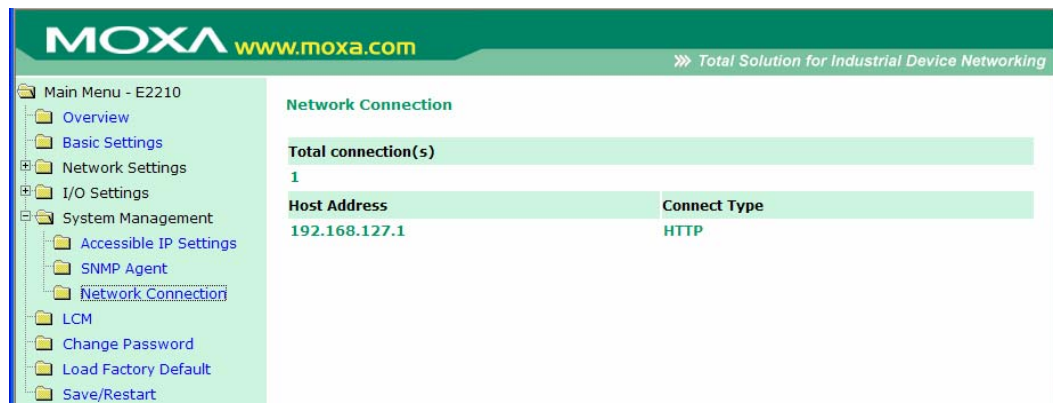 MOXA www.moxa.com
Total Solution for Industrial Device Networking
Main Menu - E2210
Overview
Basic Settings
Network Settings
I/O Settings
System Management
Accessible IP Settings
SNMP Agent
Network Connection
LCM
Change Password
Load Factory Default
Save/Restart
Network Connection
Total connection(s)
1
Host Address Connect Type
192.168.127.1 HTTP